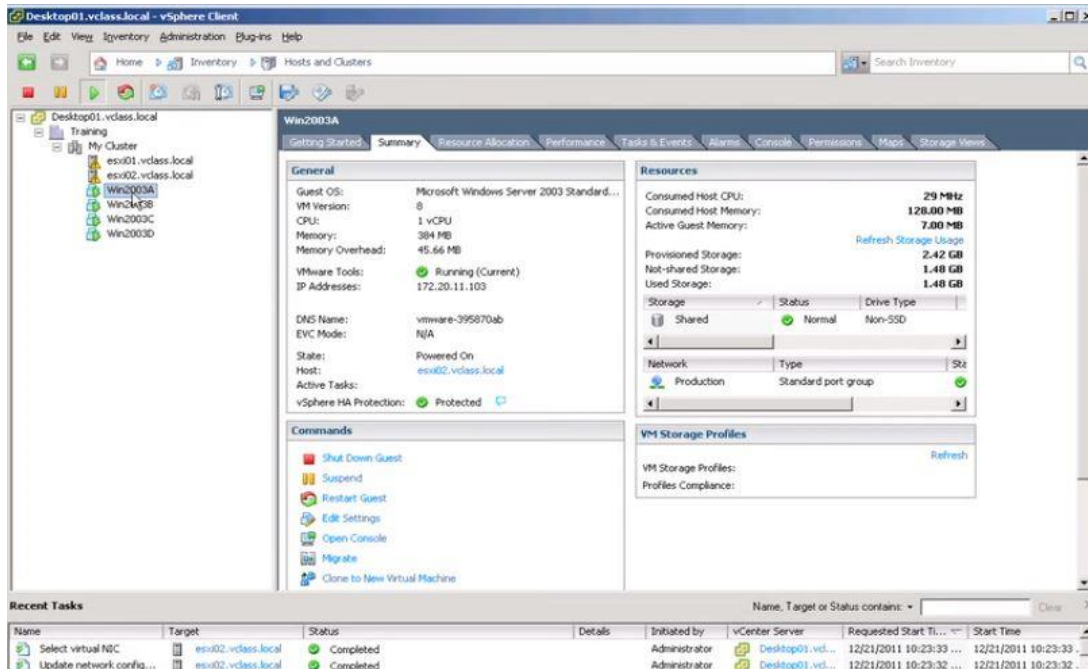 Desktop01.vclass.local - vSphere Client
File Edit View Inventory Administration Plug-ins Help
Home Inventory Hosts and Clusters
Search Inventory
Desktop01.vclass.local
Training
My Cluster
esxi01.vclass.local
esxi02.vclass.local
Win2003A
Win2003B
Win2003C
Win2003D
Win2003A
Getting Started Summary Resource Allocation Performance Tasks & Events Alarms Console Permissions Maps Storage Views
General
Guest OS: Microsoft Windows Server 2003 Standard...
VM Version: 8
CPU: 1 vCPU
Memory: 384 MB
Memory Overhead: 45.66 MB
VMware Tools: Running (Current)
IP Addresses: 172.20.11.103
DNS Name: vmware-395870ab
EVC Mode: N/A
State: Powered On
Host: esxi02.vclass.local
Active Tasks:
vSphere HA Protection: Protected
Commands
Shut Down Guest
Suspend
Restart Guest
Edit Settings
Open Console
Migrate
Clone to New Virtual Machine
Resources
Consumed Host CPU: 29 MHz
Consumed Host Memory: 128.00 MB
Active Guest Memory: 7.00 MB
Refresh Storage Usage
Provisioned Storage: 2.42 GB
Not-shared Storage: 1.48 GB
Used Storage: 1.48 GB
Storage Status Drive Type
Shared Normal Non-SSD
Network Type Sta
Production Standard port group
VM Storage Profiles
Refresh
VM Storage Profiles:
Profiles Compliance:
Recent Tasks
Name, Target or Status contains: Clear
Name Target Status Details Initiated by vCenter Server Requested Start Ti... Start Time
Select virtual NIC esxi02.vclass.local Completed Administrator Desktop01.vcl... 12/21/2011 10:23:33 ... 12/21/2011 10:23:33 ...
Update network config... esxi02.vclass.local Completed Administrator Desktop01.vcl... 12/21/2011 10:23:32 ... 12/21/2011 10:23:32 ...